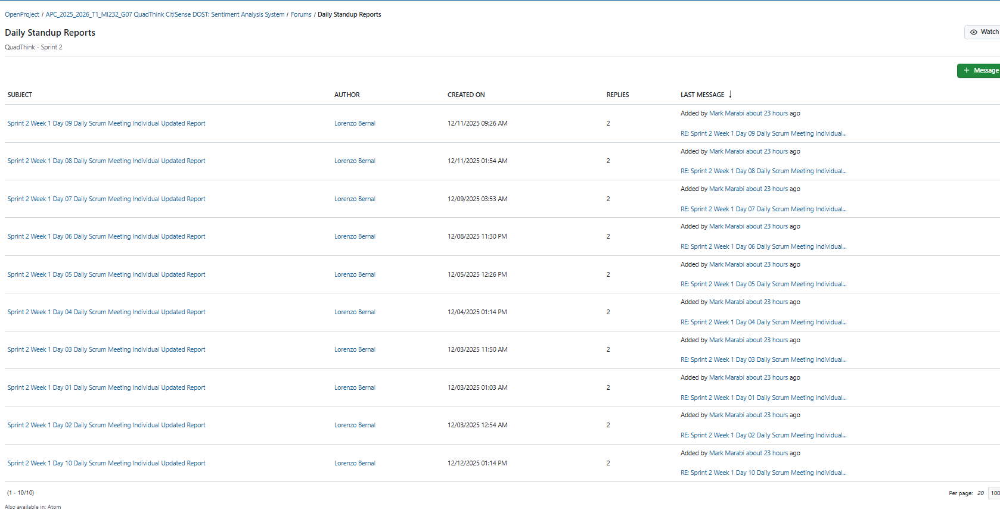 OpenProject / APC_2025_2026_T1_MI232_G07 QuadThink CitiSense DOST: Sentiment Analysis System / Forums / Daily Standup Reports
Daily Standup Reports
Watch
QuadThink - Sprint 2
+ Message
SUBJECT AUTHOR CREATED ON REPLIES LAST MESSAGE ↓
Added by Mark Marabi about 23 hours ago
Sprint 2 Week 1 Day 09 Daily Scrum Meeting Individual Updated Report Lorenzo Bernal 12/11/2025 09:26 AM 2
RE: Sprint 2 Week 1 Day 09 Daily Scrum Meeting Individual...
Added by Mark Marabi about 23 hours ago
Sprint 2 Week 1 Day 08 Daily Scrum Meeting Individual Updated Report Lorenzo Bernal 12/11/2025 01:54 AM 2
RE: Sprint 2 Week 1 Day 08 Daily Scrum Meeting Individual...
Added by Mark Marabi about 23 hours ago
Sprint 2 Week 1 Day 07 Daily Scrum Meeting Individual Updated Report Lorenzo Bernal 12/09/2025 03:53 AM 2
RE: Sprint 2 Week 1 Day 07 Daily Scrum Meeting Individual...
Added by Mark Marabi about 23 hours ago
Sprint 2 Week 1 Day 06 Daily Scrum Meeting Individual Updated Report Lorenzo Bernal 12/08/2025 11:30 PM 2
RE: Sprint 2 Week 1 Day 06 Daily Scrum Meeting Individual...
Added by Mark Marabi about 23 hours ago
Sprint 2 Week 1 Day 05 Daily Scrum Meeting Individual Updated Report Lorenzo Bernal 12/05/2025 12:26 PM 2
RE: Sprint 2 Week 1 Day 05 Daily Scrum Meeting Individual...
Added by Mark Marabi about 23 hours ago
Sprint 2 Week 1 Day 04 Daily Scrum Meeting Individual Updated Report Lorenzo Bernal 12/04/2025 01:14 PM 2
RE: Sprint 2 Week 1 Day 04 Daily Scrum Meeting Individual...
Added by Mark Marabi about 23 hours ago
Sprint 2 Week 1 Day 03 Daily Scrum Meeting Individual Updated Report Lorenzo Bernal 12/03/2025 11:50 AM 2
RE: Sprint 2 Week 1 Day 03 Daily Scrum Meeting Individual...
Added by Mark Marabi about 23 hours ago
Sprint 2 Week 1 Day 01 Daily Scrum Meeting Individual Updated Report Lorenzo Bernal 12/03/2025 01:03 AM 2
RE: Sprint 2 Week 1 Day 01 Daily Scrum Meeting Individual...
Added by Mark Marabi about 23 hours ago
Sprint 2 Week 1 Day 02 Daily Scrum Meeting Individual Updated Report Lorenzo Bernal 12/03/2025 12:54 AM 2
RE: Sprint 2 Week 1 Day 02 Daily Scrum Meeting Individual...
Added by Mark Marabi about 23 hours ago
Sprint 2 Week 1 Day 10 Daily Scrum Meeting Individual Updated Report Lorenzo Bernal 12/12/2025 01:14 PM 2
RE: Sprint 2 Week 1 Day 10 Daily Scrum Meeting Individual...
(1 - 10/10) Per page: 20 100
Also available in: Atom